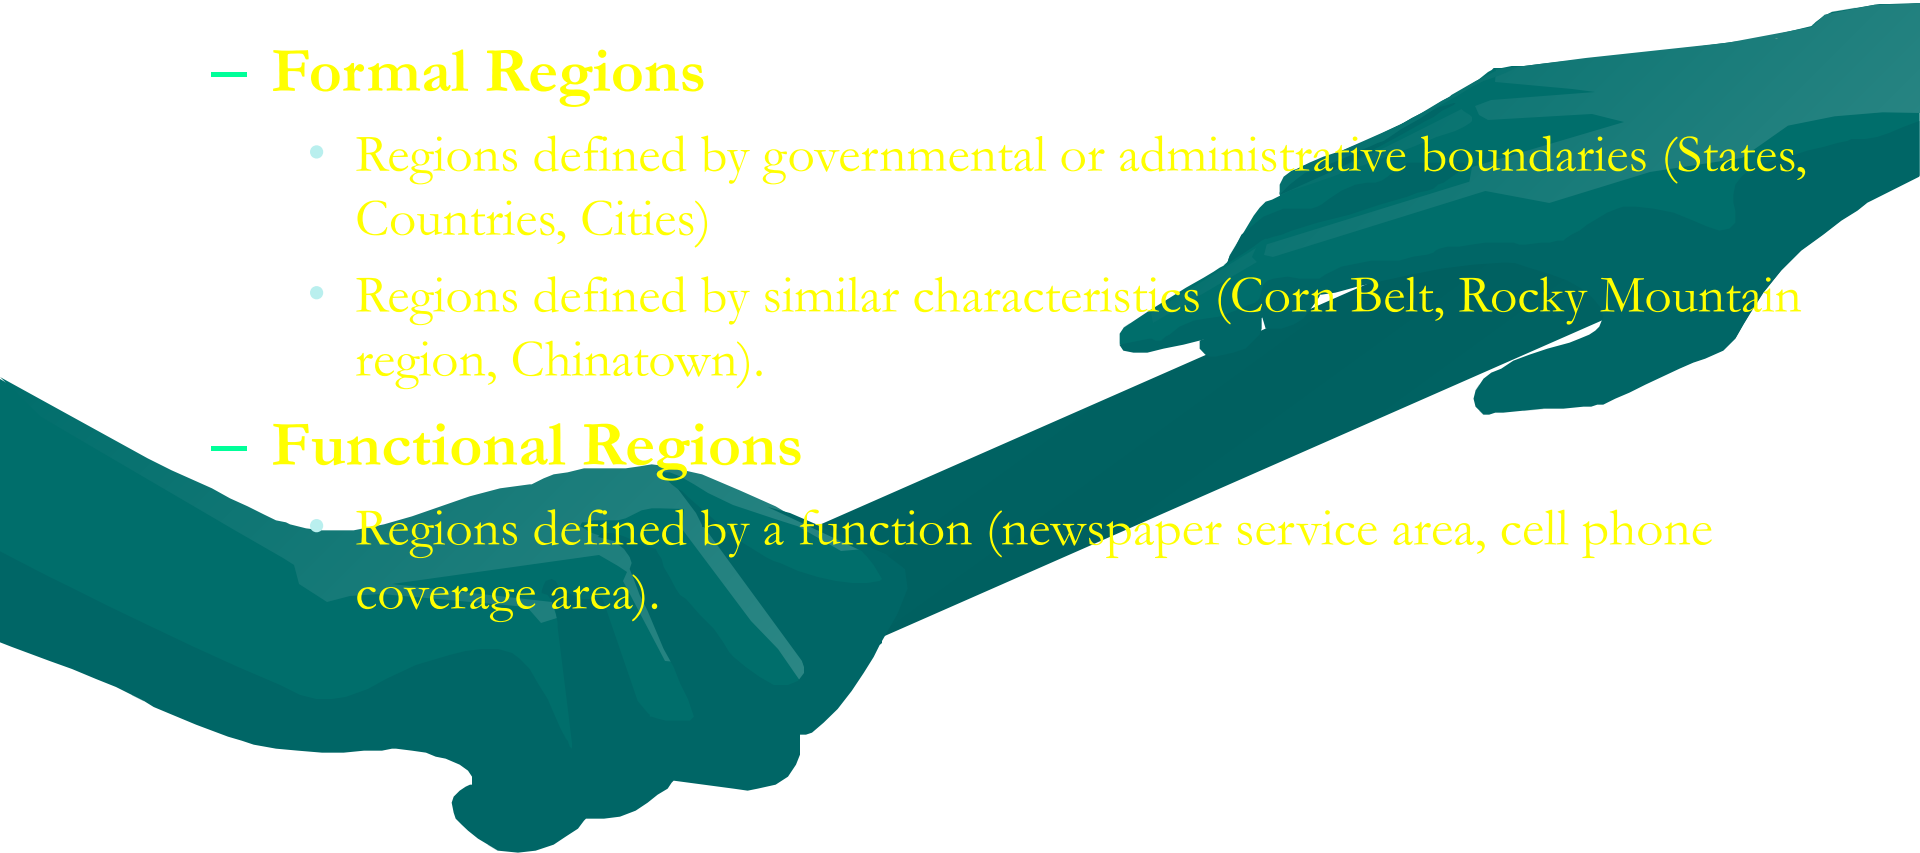 – Formal Regions
• Regions defined by governmental or administrative boundaries (States,
Countries, Cities)
• Regions defined by similar characteristics (Corn Belt, Rocky Mountain
region, Chinatown).
– Functional Regions
• Regions defined by a function (newspaper service area, cell phone
coverage area).